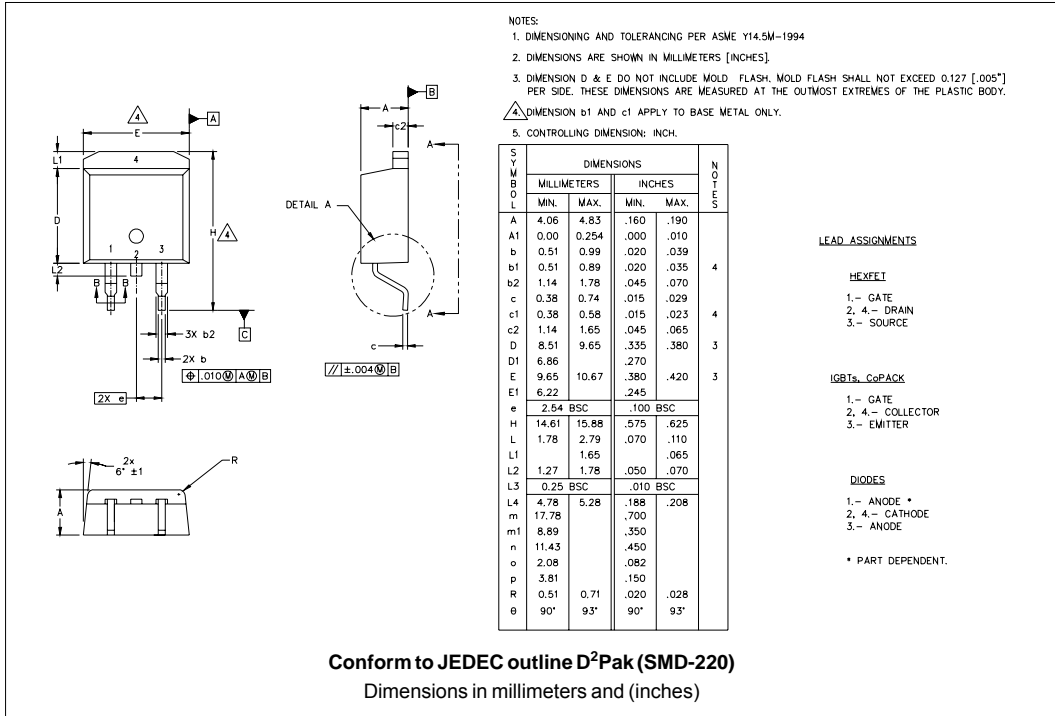 NOTES:
1. DIMENSIONING AND TOLERANCING PER ASME Y14.5M-1994
2. DIMENSIONS ARE SHOWN IN MILLIMETERS [INCHES].
3. DIMENSION D & E DO NOT INCLUDE MOLD FLASH. MOLD FLASH SHALL NOT EXCEED 0.127 [.005"]
PER SIDE. THESE DIMENSIONS ARE MEASURED AT THE OUTMOST EXTREMES OF THE PLASTIC BODY.
4. DIMENSION b1 AND c1 APPLY TO BASE METAL ONLY.
5. CONTROLLING DIMENSION: INCH.
4
E
A
L1
4
D
H 4
1 2 3
L2
B B
C
3X b2
2X b
⌖ .010Ⓜ AⓂ B
2X e
A
B
c2
A
DETAIL A
A
c
// ±.004Ⓜ B
2x
6° ±1
R
A
SYMBOL DIMENSIONS NOTES
MILLIMETERS INCHES
MIN. MAX. MIN. MAX.
A 4.06 4.83 .160 .190
A1 0.00 0.254 .000 .010
b 0.51 0.99 .020 .039
b1 0.51 0.89 .020 .035 4
b2 1.14 1.78 .045 .070
c 0.38 0.74 .015 .029
c1 0.38 0.58 .015 .023 4
c2 1.14 1.65 .045 .065
D 8.51 9.65 .335 .380 3
D1 6.86 .270
E 9.65 10.67 .380 .420 3
E1 6.22 .245
e 2.54 BSC .100 BSC
H 14.61 15.88 .575 .625
L 1.78 2.79 .070 .110
L1 1.65 .065
L2 1.27 1.78 .050 .070
L3 0.25 BSC .010 BSC
L4 4.78 5.28 .188 .208
m 17.78 .700
m1 8.89 .350
n 11.43 .450
o 2.08 .082
p 3.81 .150
R 0.51 0.71 .020 .028
θ 90° 93° 90° 93°
LEAD ASSIGNMENTS
HEXFET
1.- GATE
2, 4.- DRAIN
3.- SOURCE
IGBTs, CoPACK
1.- GATE
2, 4.- COLLECTOR
3.- EMITTER
DIODES
1.- ANODE *
2, 4.- CATHODE
3.- ANODE
* PART DEPENDENT.
Conform to JEDEC outline D²Pak (SMD-220)
Dimensions in millimeters and (inches)